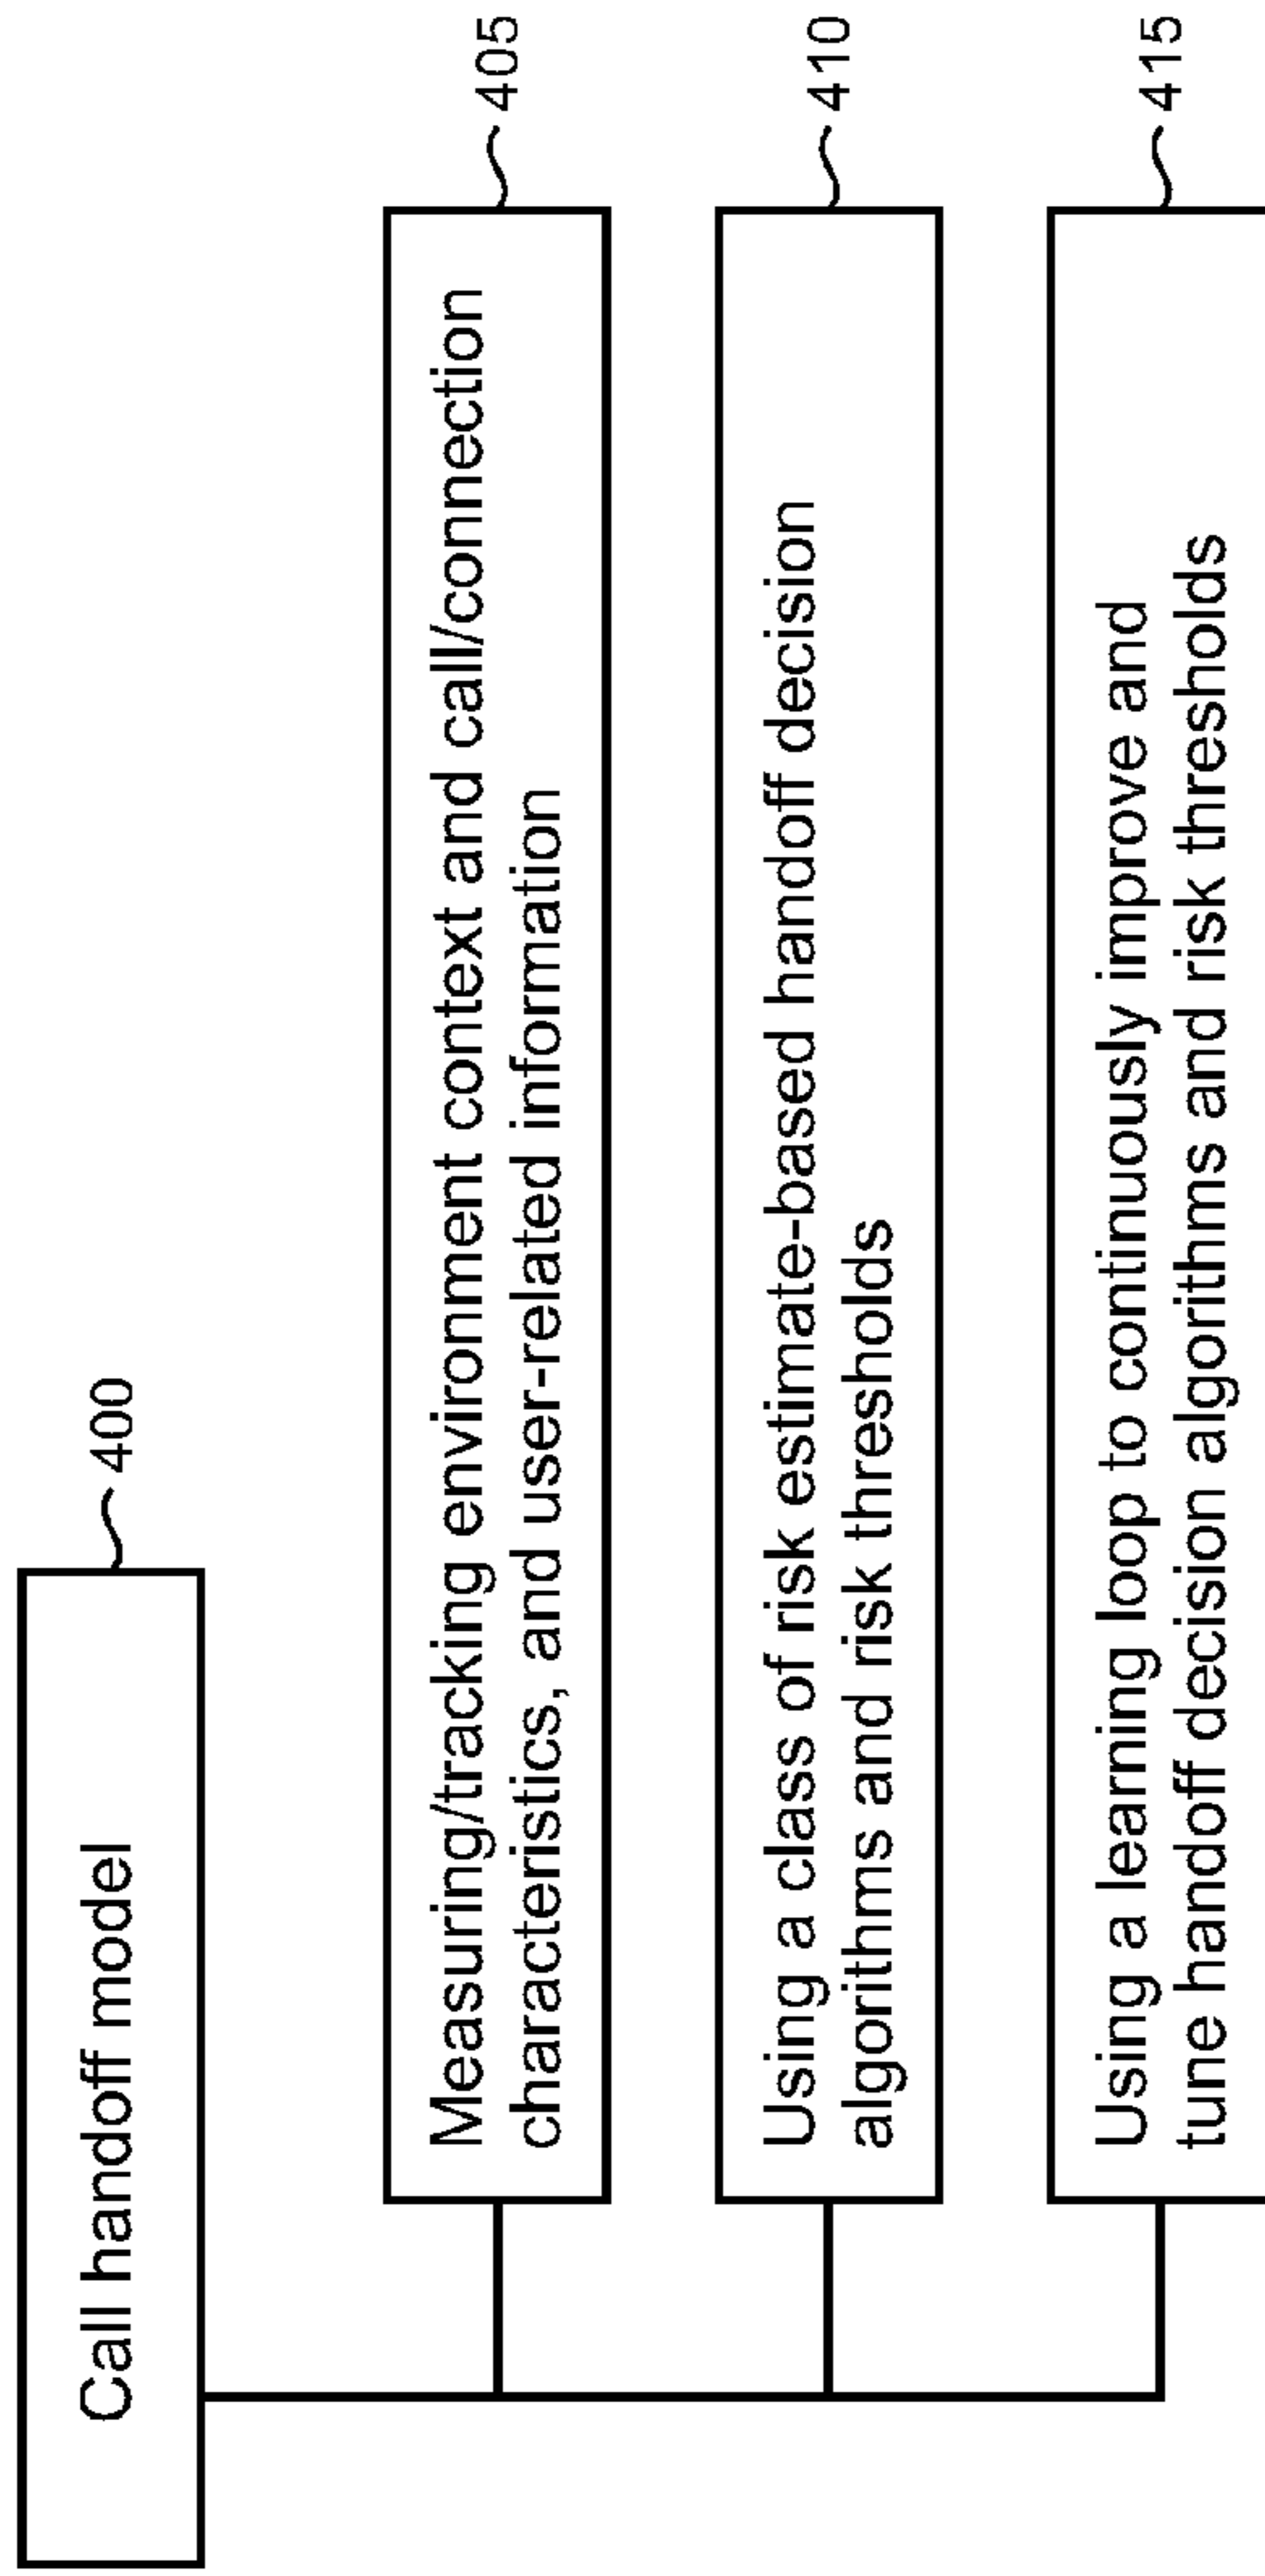 Call handoff model
400
Measuring/tracking environment context and call/connection
characteristics, and user-related information
405
Using a class of risk estimate-based handoff decision
algorithms and risk thresholds
410
Using a learning loop to continuously improve and
tune handoff decision algorithms and risk thresholds
415